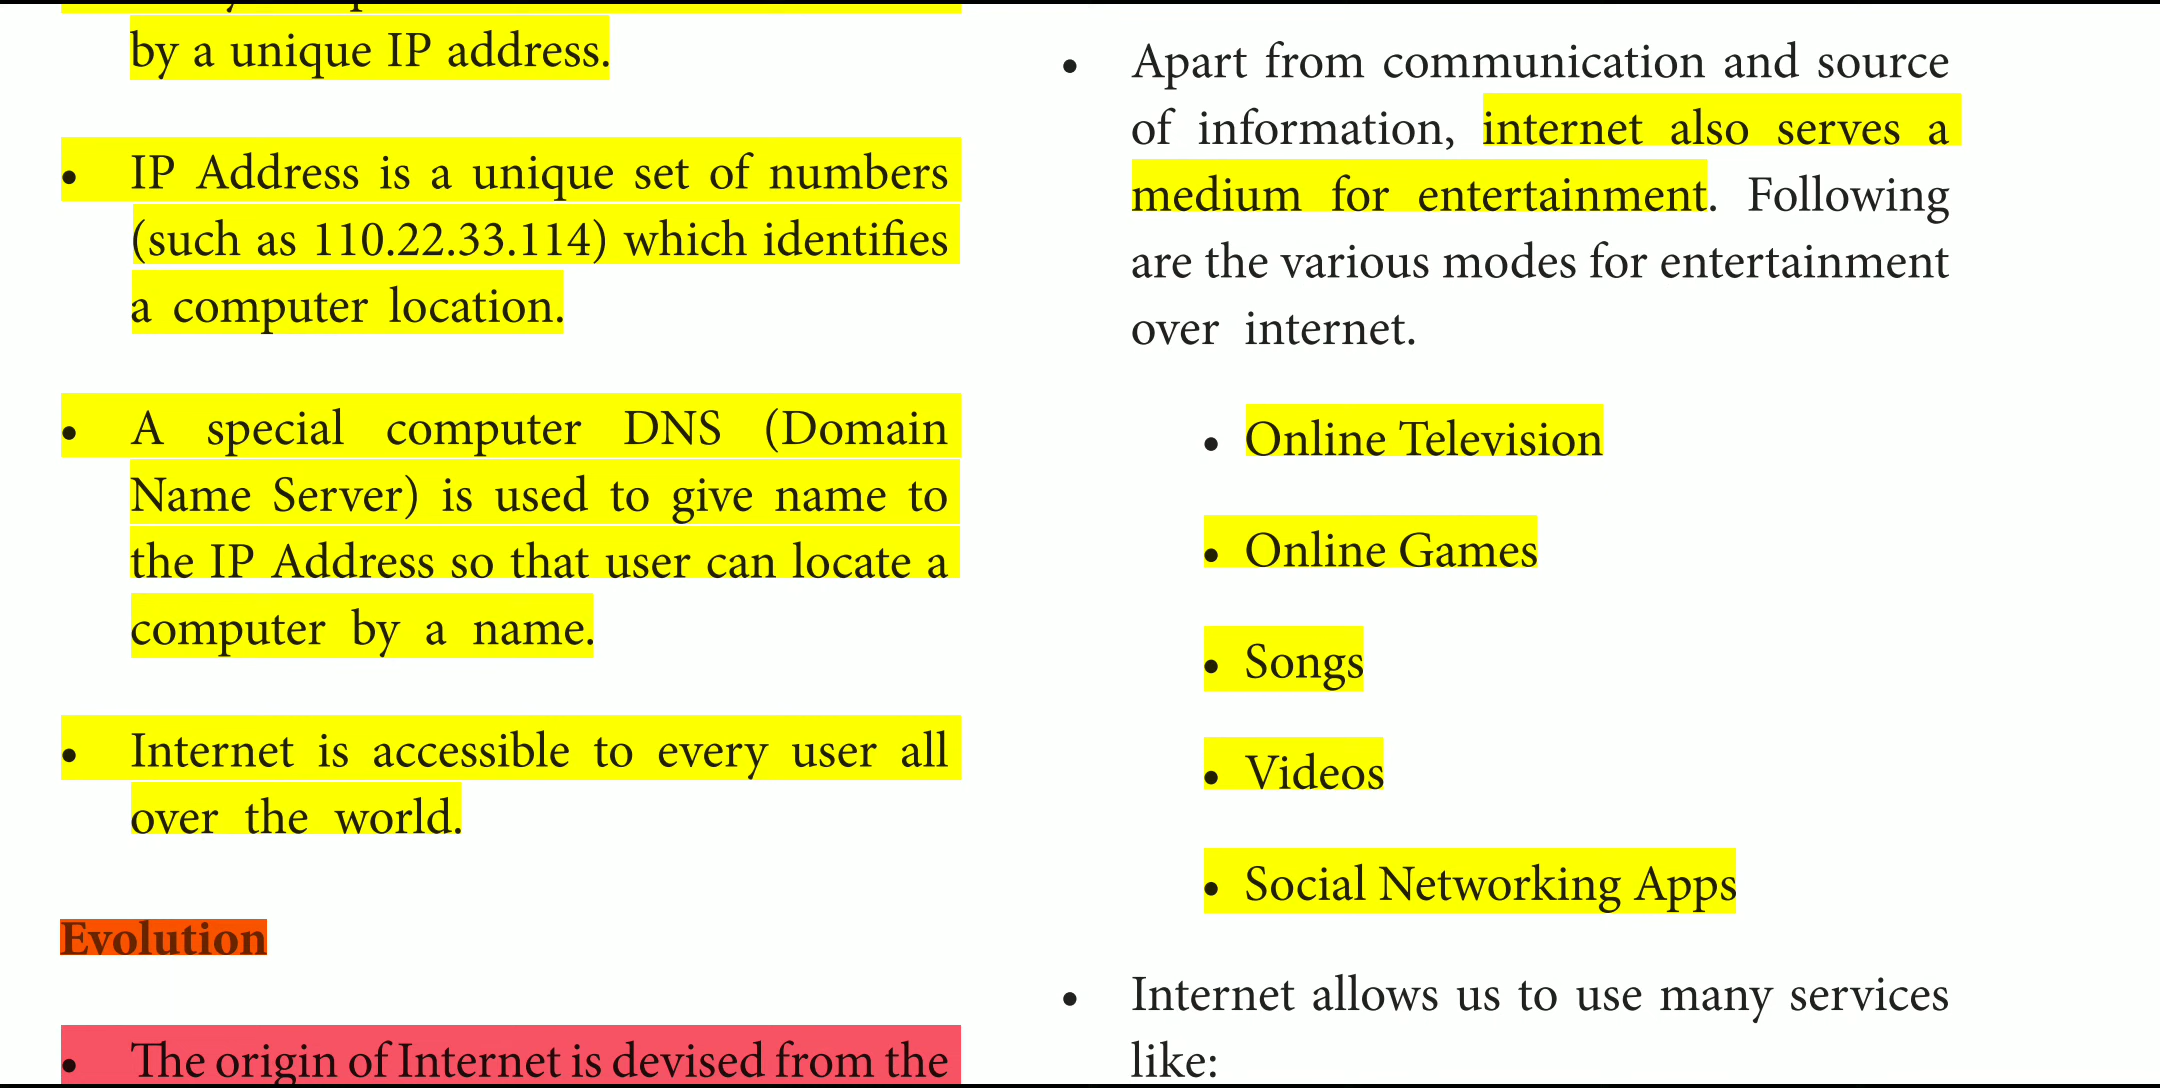 by a unique IP address.
• IP Address is a unique set of numbers
(such as 110.22.33.114) which identifies
a computer location.
• A special computer DNS (Domain
Name Server) is used to give name to
the IP Address so that user can locate a
computer by a name.
• Internet is accessible to every user all
over the world.
Evolution
• The origin of Internet is devised from the
• Apart from communication and source
of information, internet also serves a
medium for entertainment. Following
are the various modes for entertainment
over internet.
• Online Television
• Online Games
• Songs
• Videos
• Social Networking Apps
• Internet allows us to use many services
like: